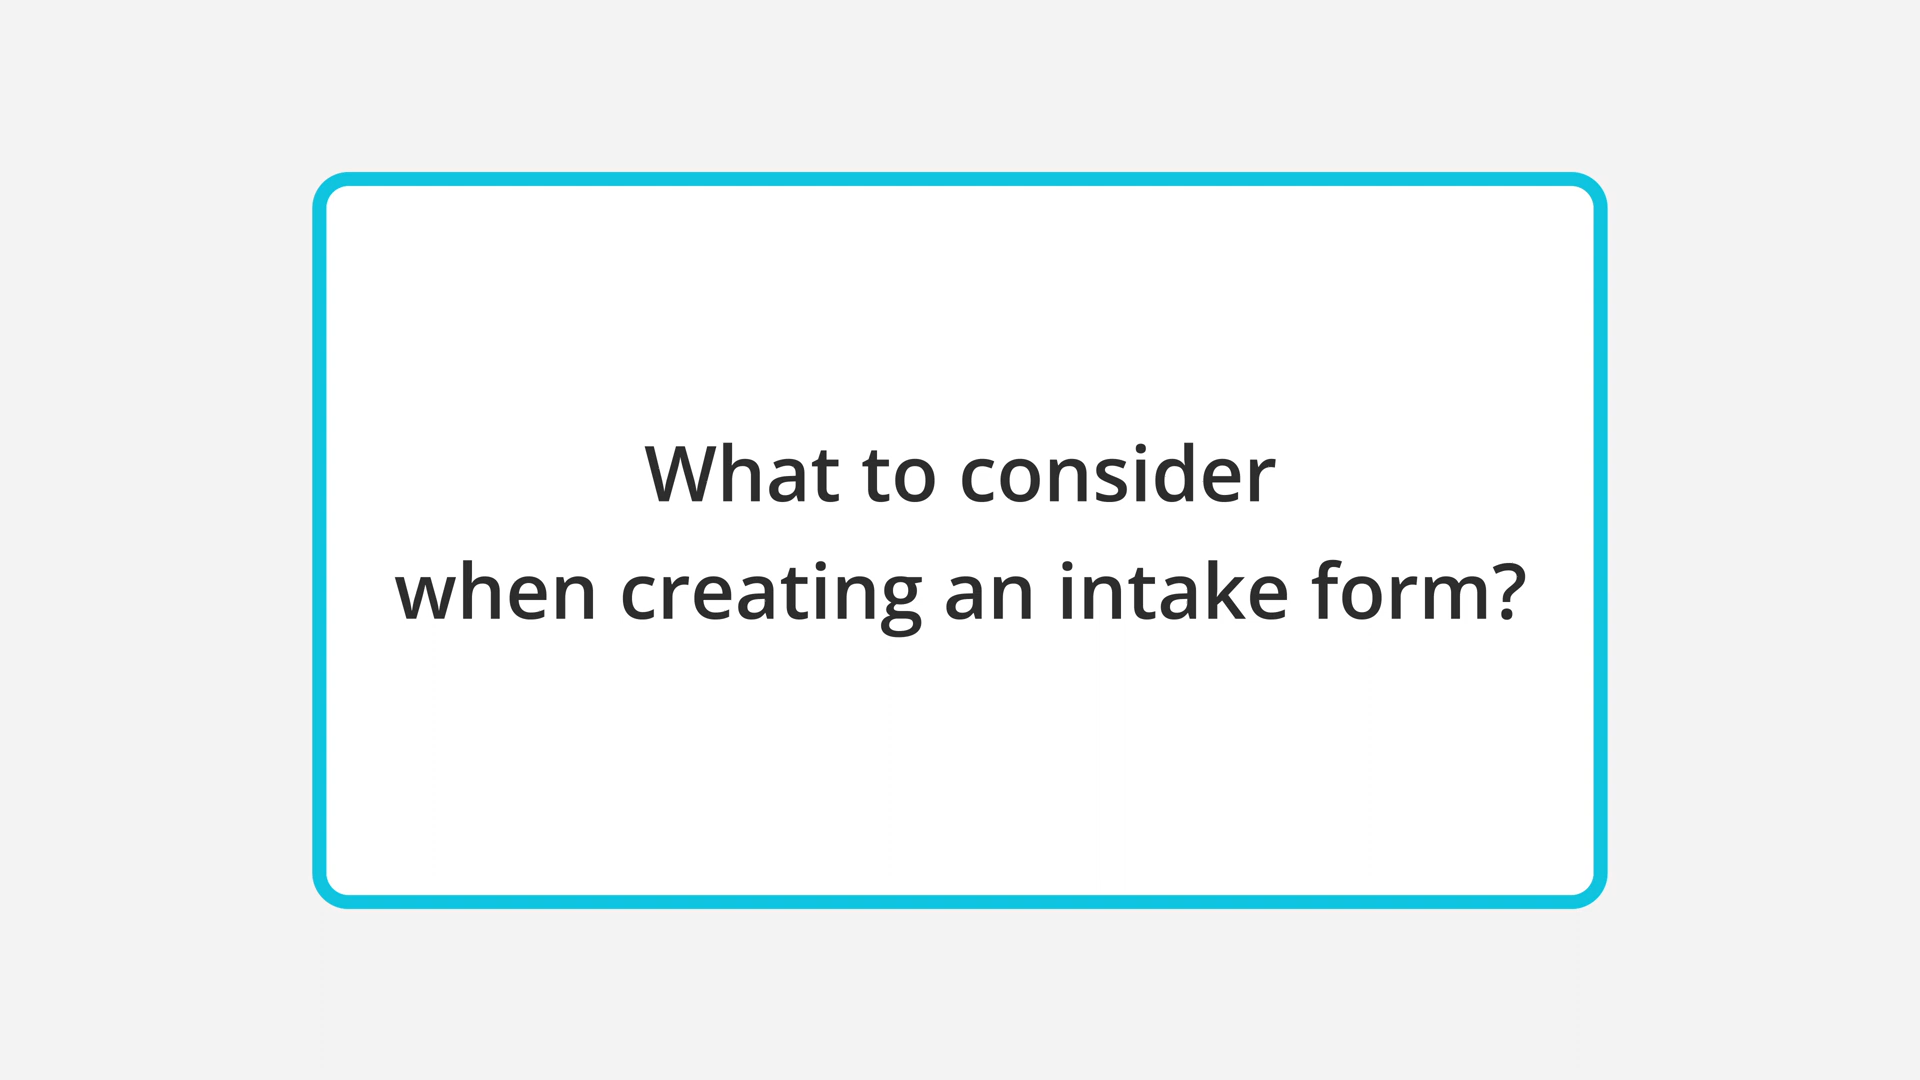 What to consider
when creating an intake form?